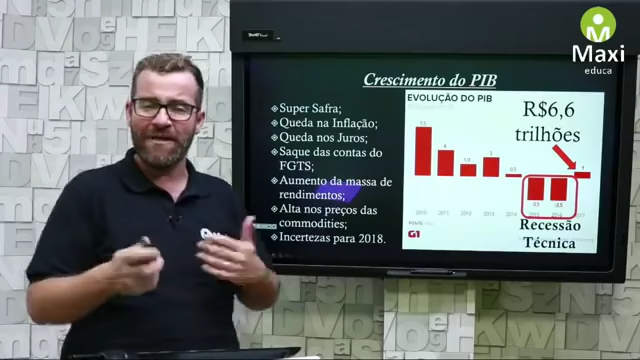 Maxi
educa
Crescimento do PIB
Super Safra;
Queda na Inflação;
Queda nos Juros;
Saque das contas do
FGTS;
Aumento da massa de
rendimentos;
Alta nos preços das
commodities;
Incertezas para 2018.
EVOLUÇÃO DO PIB
R$6,6
trilhões
7,5
4
1,9
3
0,5
-3,5
-3,5
1
2010
2011
2012
2013
Recessão
Técnica
G1